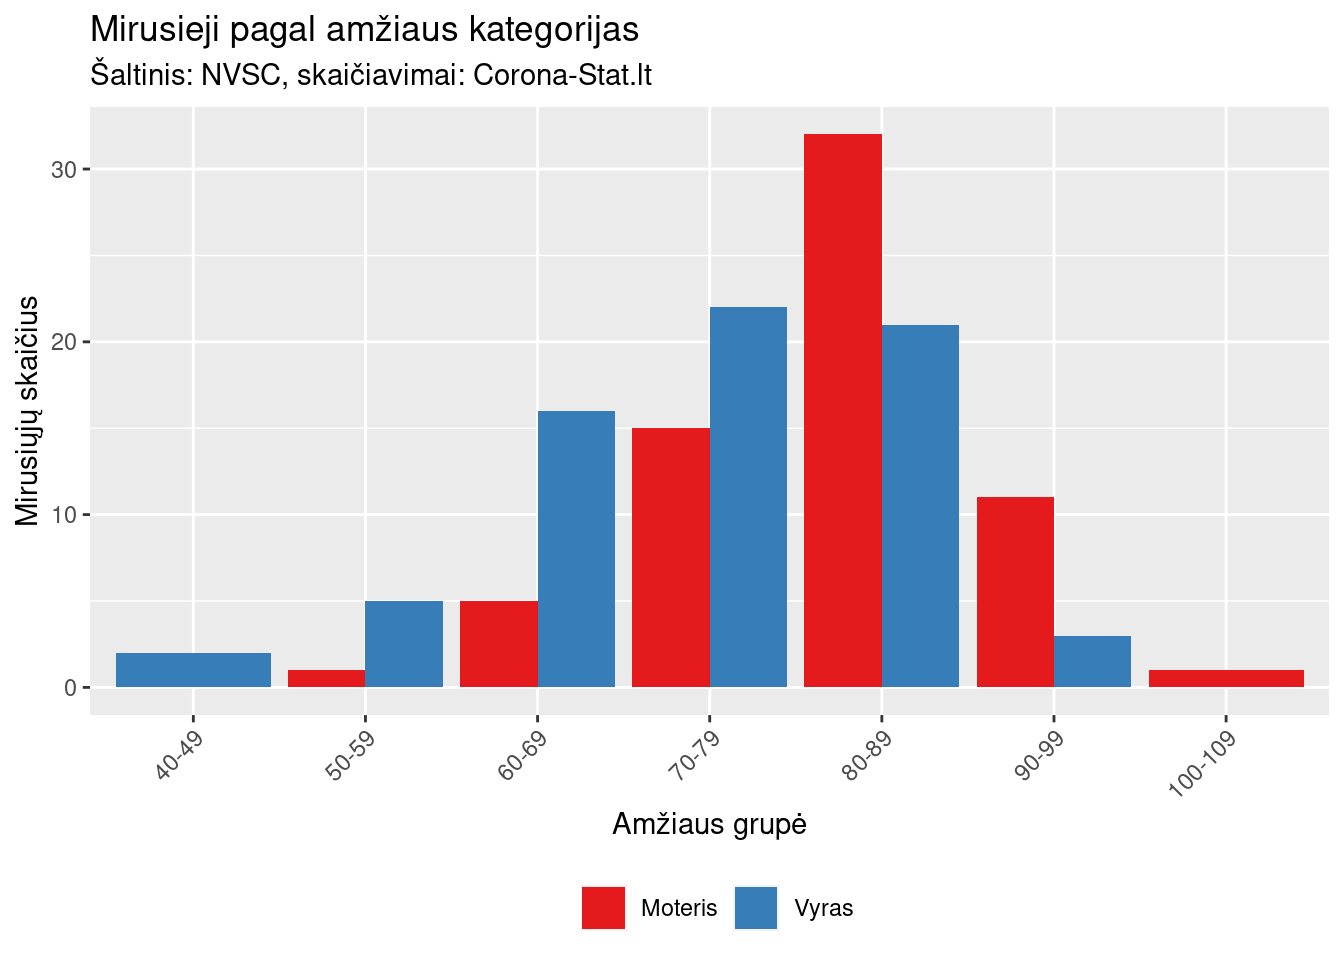 Mirusieji pagal amžiaus kategorijas
Šaltinis: NVSC, skaičiavimai: Corona-Stat.lt
Mirusiųjų skaičius
30
20
10
0
40-49
50-59
60-69
70-79
80-89
90-99
100-109
Amžiaus grupė
Moteris
Vyras